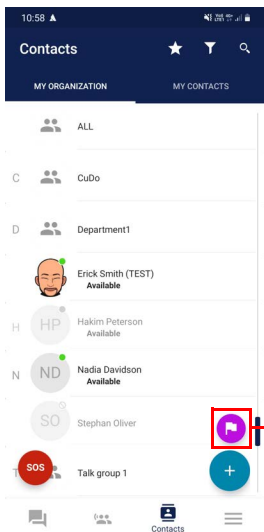 10:58
Contacts
MY ORGANIZATION
MY CONTACTS
ALL
C
CuDo
D
Department1
Erick Smith (TEST)
Available
H
HP
Hakim Peterson
Available
N
ND
Nadia Davidson
Available
SO
Stephan Oliver
SOS
T
Talk group 1
+
Contacts